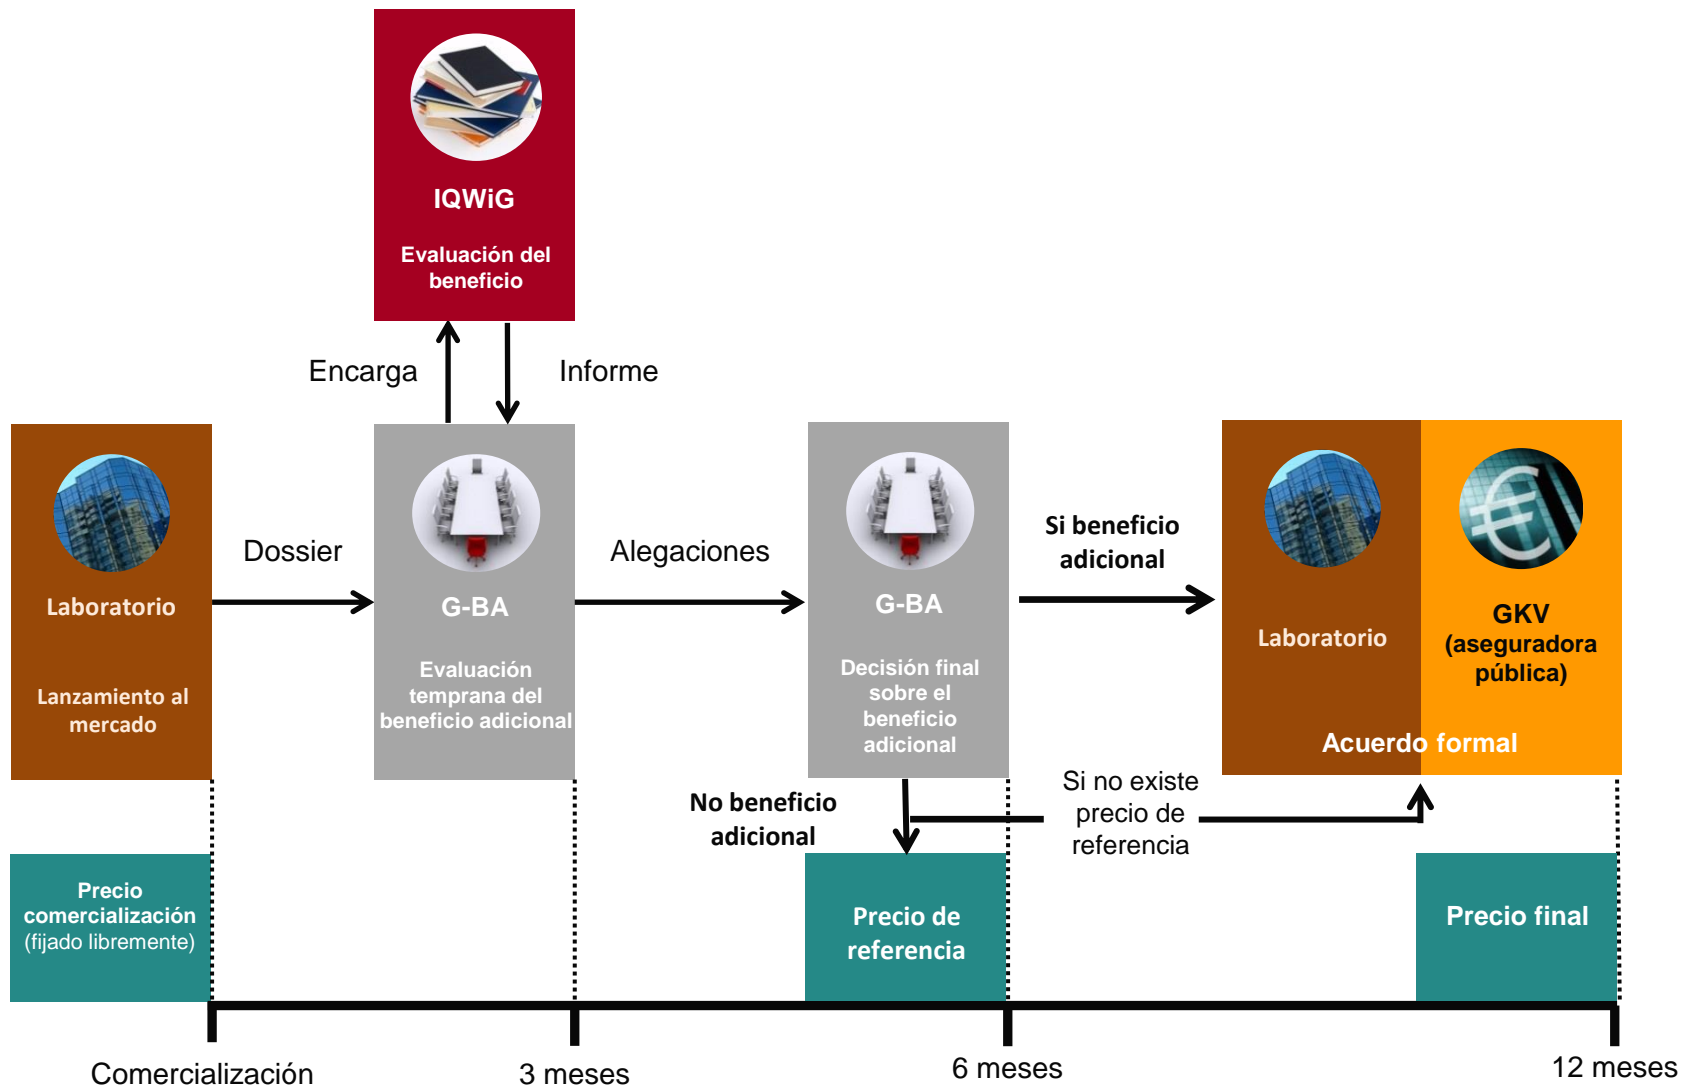 IQWiG
Evaluación del
beneficio
Encarga
Informe
Laboratorio
Lanzamiento al
mercado
Dossier
G-BA
Evaluación
temprana del
beneficio adicional
Alegaciones
G-BA
Decisión final
sobre el
beneficio
adicional
Si beneficio
adicional
Laboratorio
GKV
(aseguradora
pública)
Acuerdo formal
No beneficio
adicional
Si no existe
precio de
referencia
Precio
comercialización
(fijado libremente)
Precio de
referencia
Precio final
Comercialización
3 meses
6 meses
12 meses